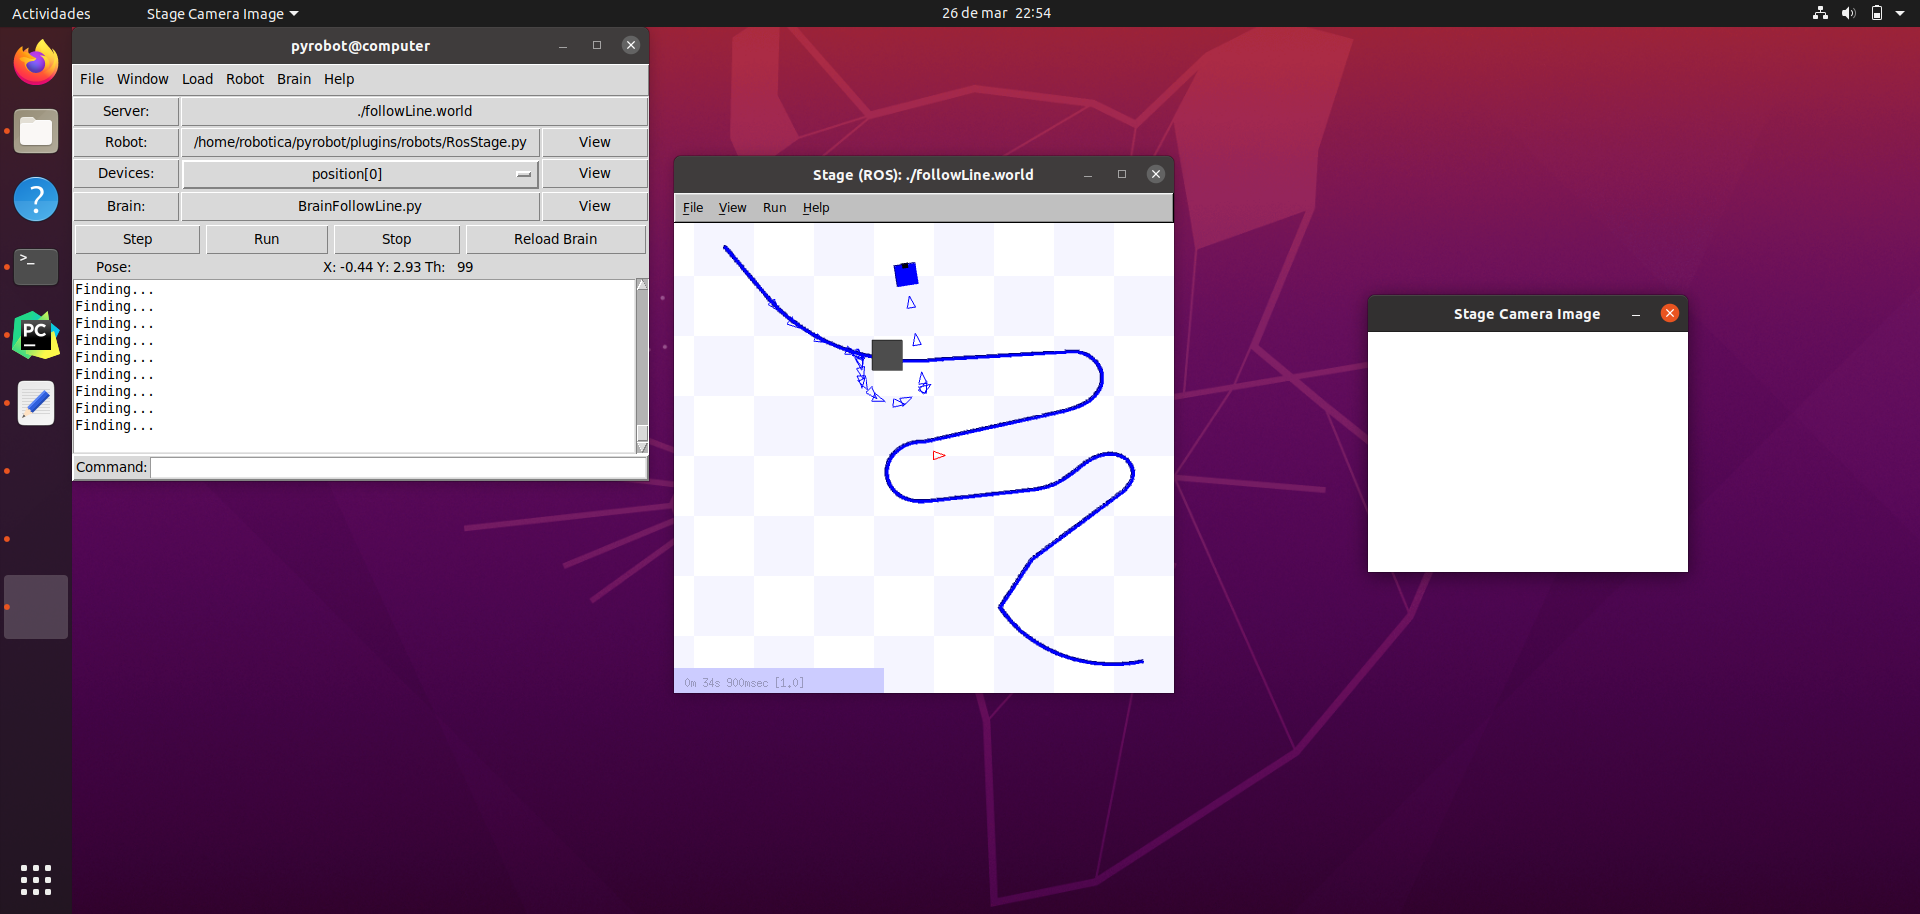 Actividades
Stage Camera Image
26 de mar 22:54
pyrobot@computer
File Window Load Robot Brain Help
Server: ./followLine.world
Robot: /home/robotica/pyrobot/plugins/robots/RosStage.py View
Devices: position[0] View
Brain: BrainFollowLine.py View
Step Run Stop Reload Brain
Pose: X: -0.44 Y: 2.93 Th: 99
Finding...
Finding...
Finding...
Finding...
Finding...
Finding...
Finding...
Finding...
Finding...
Command:
Stage (ROS): ./followLine.world
File View Run Help
0m 34s 900msec [1.0]
Stage Camera Image
PC
>_
?